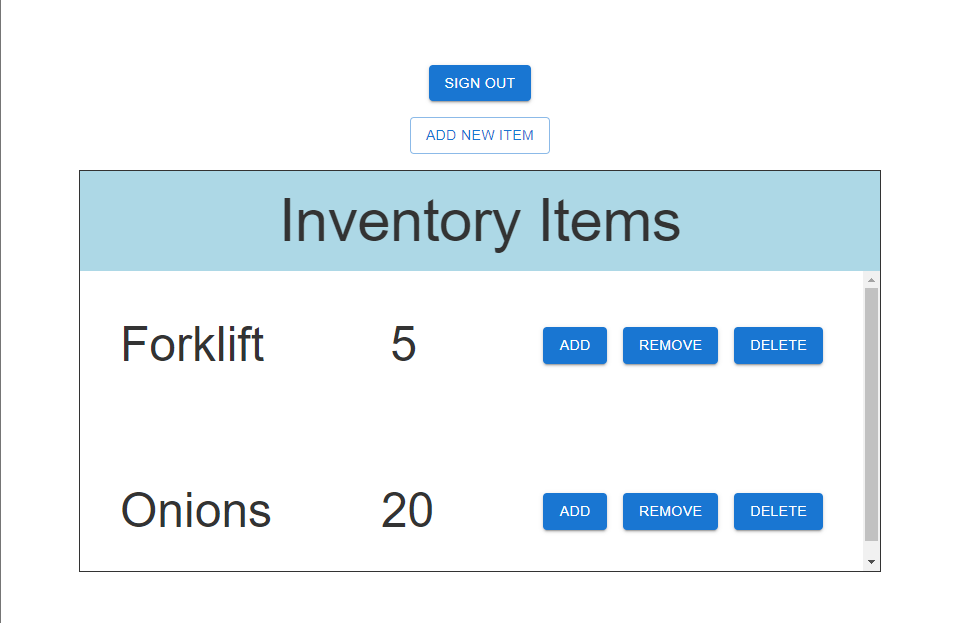 SIGN OUT
ADD NEW ITEM
Inventory Items
Forklift 5 ADD REMOVE DELETE
Onions 20 ADD REMOVE DELETE